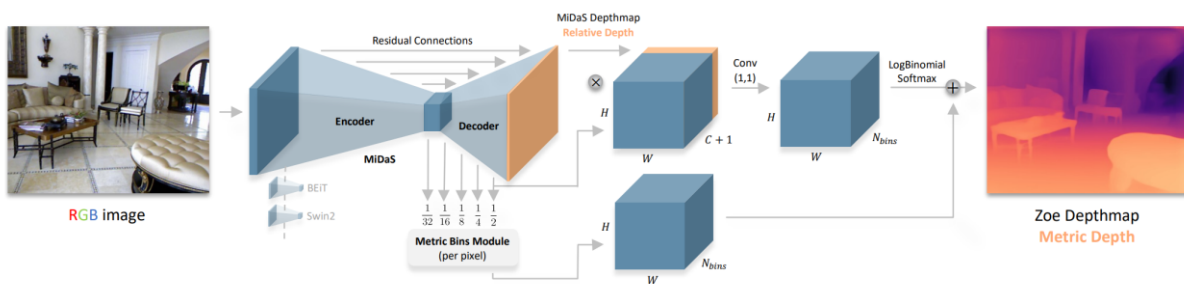 RGB image
Residual Connections
Encoder
Decoder
MiDaS
BEiT
Swin2
1/32
1/16
1/8
1/4
1/2
Metric Bins Module
(per pixel)
MiDaS Depthmap
Relative Depth
×
H
W
C + 1
Conv
(1,1)
H
W
N_bins
H
W
N_bins
LogBinomial
Softmax
+
Zoe Depthmap
Metric Depth